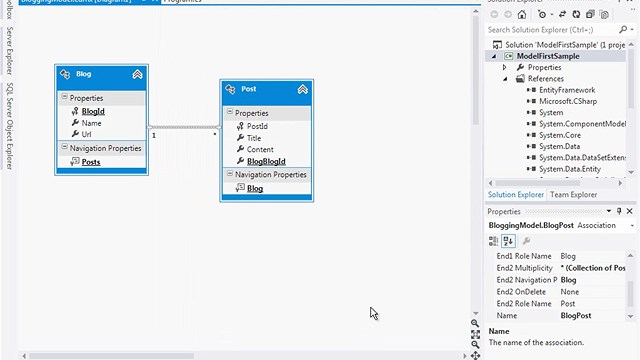 BloggingModel.edmx [Diagram1]
Program.cs
Solution Explorer
Toolbox
Server Explorer
SQL Server Object Explorer
Blog
Properties
BlogId
Name
Url
Navigation Properties
Posts
1
*
Post
Properties
PostId
Title
Content
BlogBlogId
Navigation Properties
Blog
Search Solution Explorer (Ctrl+;)
Solution 'ModelFirstSample' (1 proje
ModelFirstSample
Properties
References
EntityFramework
Microsoft.CSharp
System
System.ComponentModel
System.Core
System.Data
System.Data.DataSetExten
System.Data.Entity
Solution Explorer
Team Explorer
Properties
BloggingModel.BlogPost Association
End1 Role Name Blog
End2 Multiplicity * (Collection of Pos
End2 Navigation P Blog
End2 OnDelete None
End2 Role Name Post
Name BlogPost
Name
The name of the association.